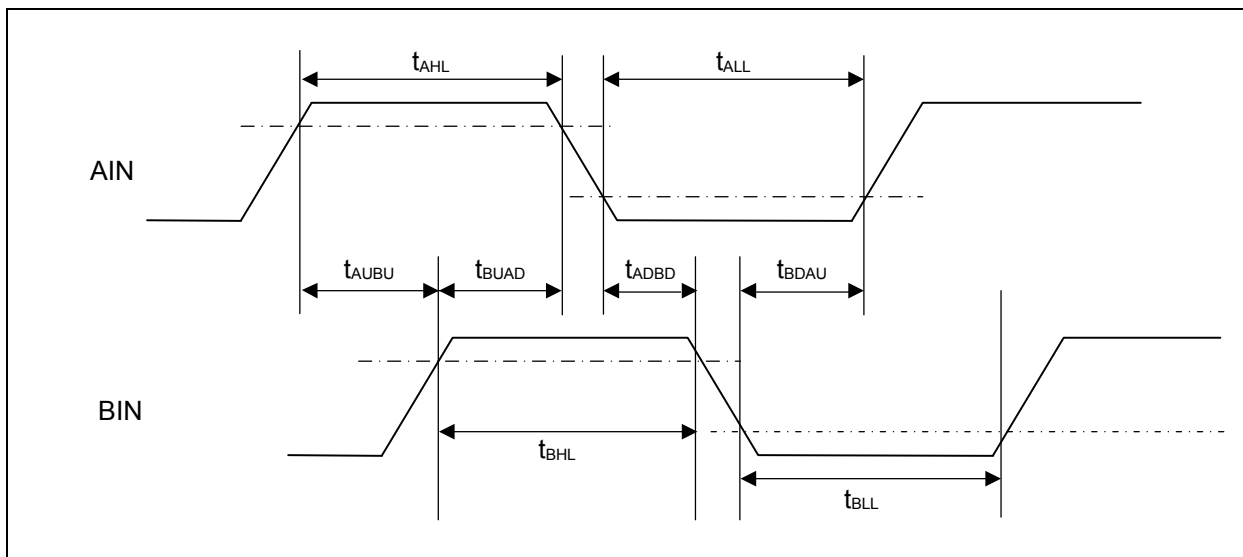 tAHL tALL
AIN
tAUBU tBUAD tADBD tBDAU
BIN
tBHL
tBLL